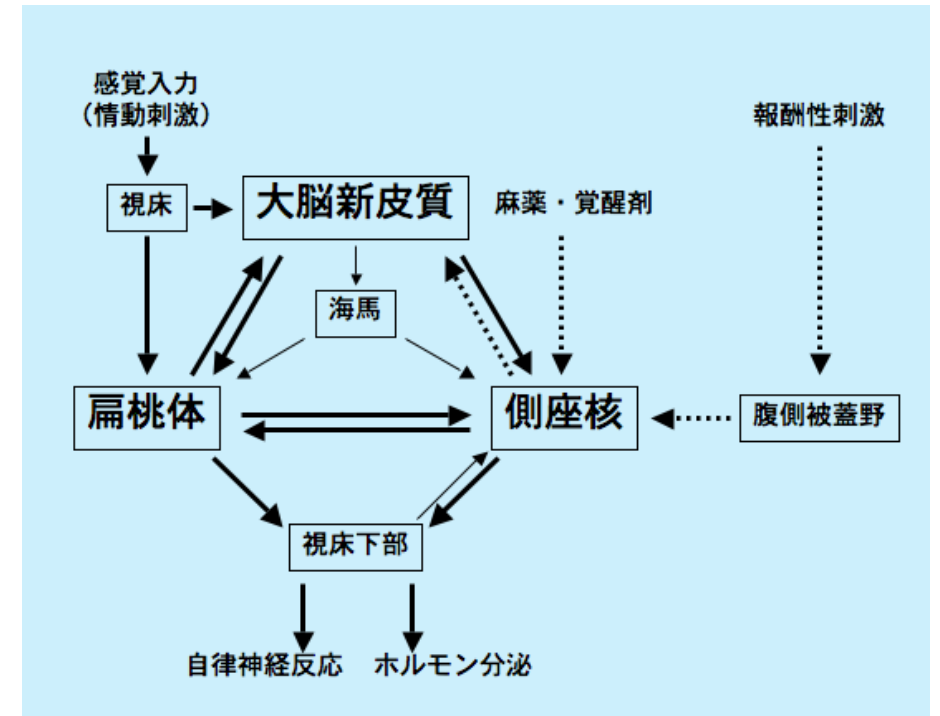 感覚入力
（情動刺激）
報酬性刺激
視床
大脳新皮質
麻薬・覚醒剤
海馬
扁桃体
側座核
腹側被蓋野
視床下部
自律神経反応
ホルモン分泌